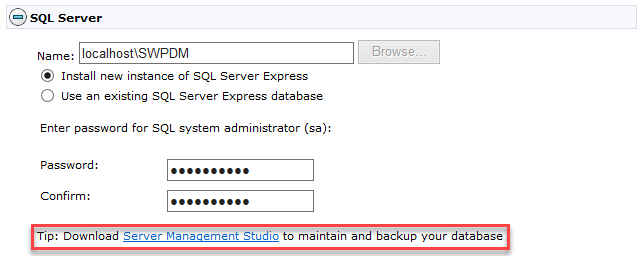 SQL Server
Name: localhost\SWPDM Browse...
Install new instance of SQL Server Express
Use an existing SQL Server Express database
Enter password for SQL system administrator (sa):
Password: ●●●●●●●●●●
Confirm: ●●●●●●●●●●
Tip: Download Server Management Studio to maintain and backup your database